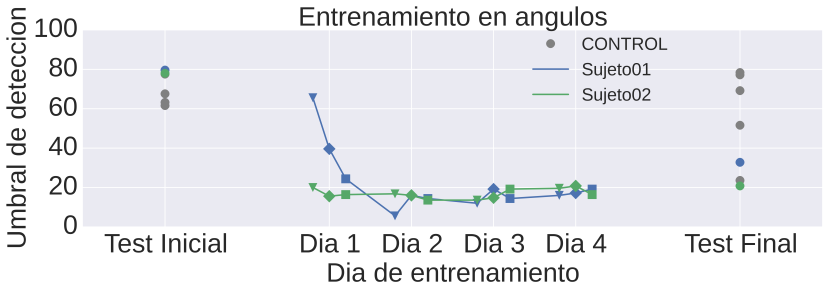 Entrenamiento en angulos
Umbral de deteccion
100
80
60
40
20
0
CONTROL
Sujeto01
Sujeto02
Test Inicial
Dia 1
Dia 2
Dia 3
Dia 4
Test Final
Dia de entrenamiento